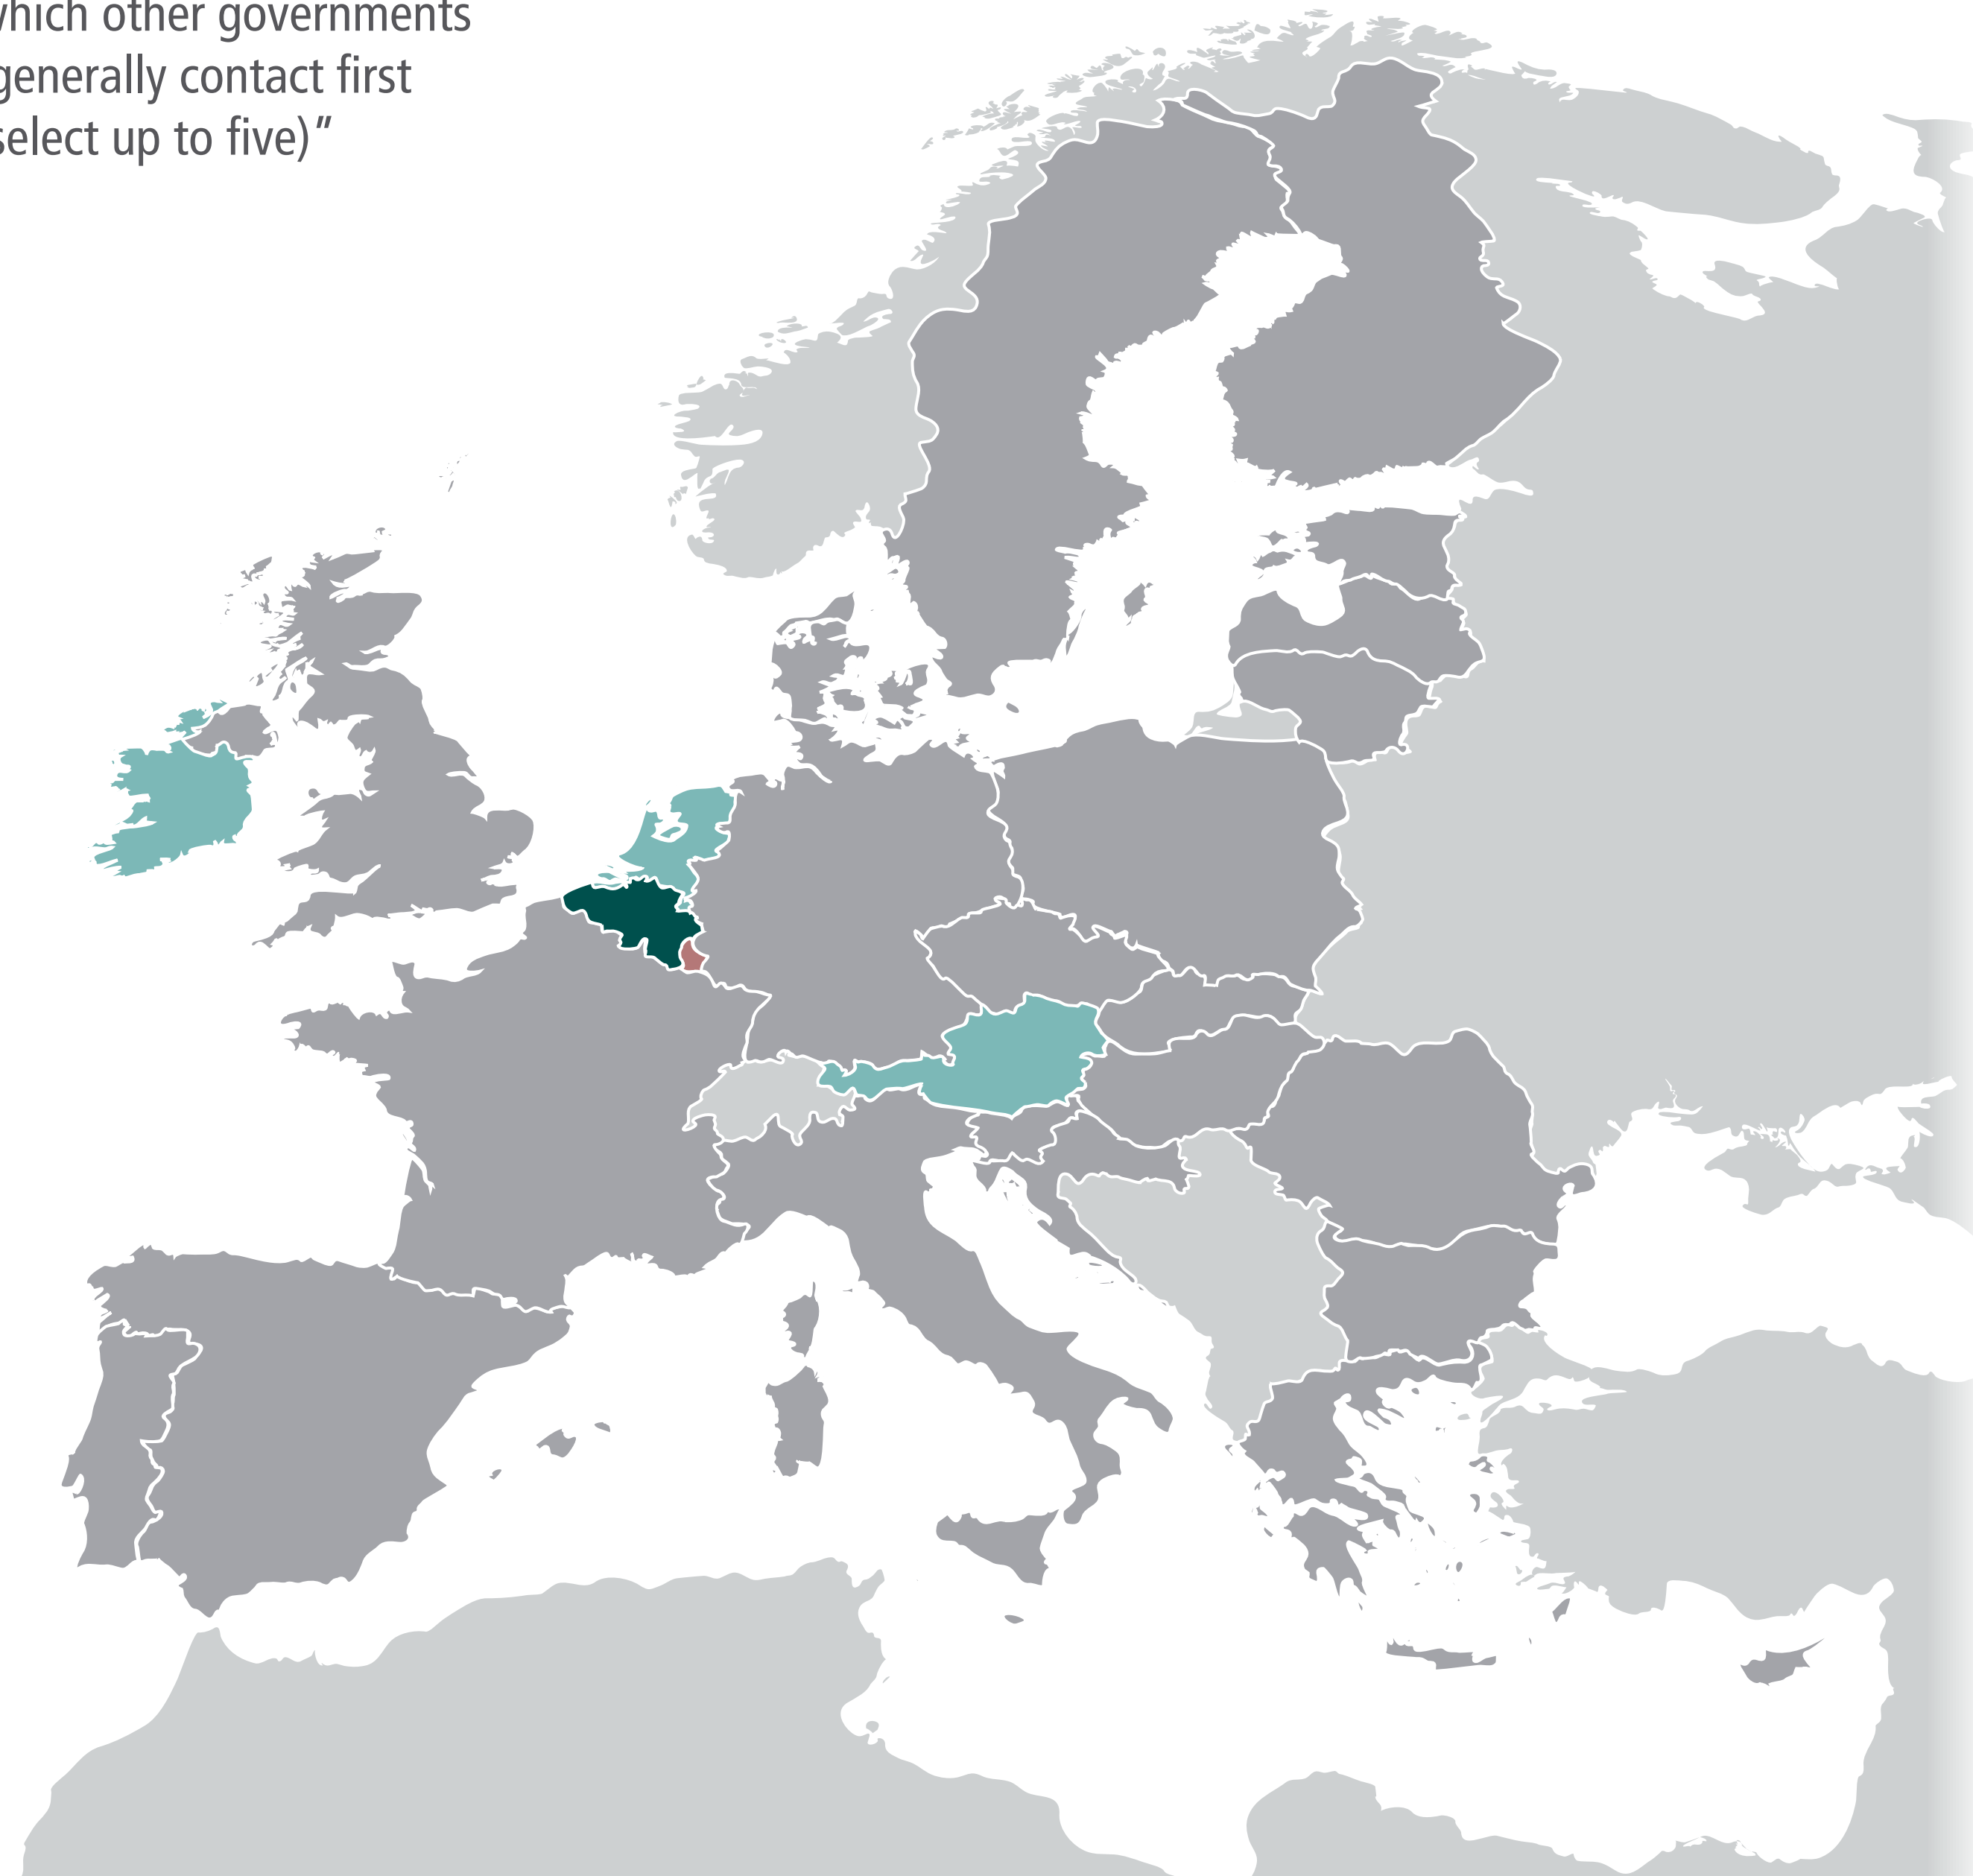 which other governments
generally contact first
select up to five)“